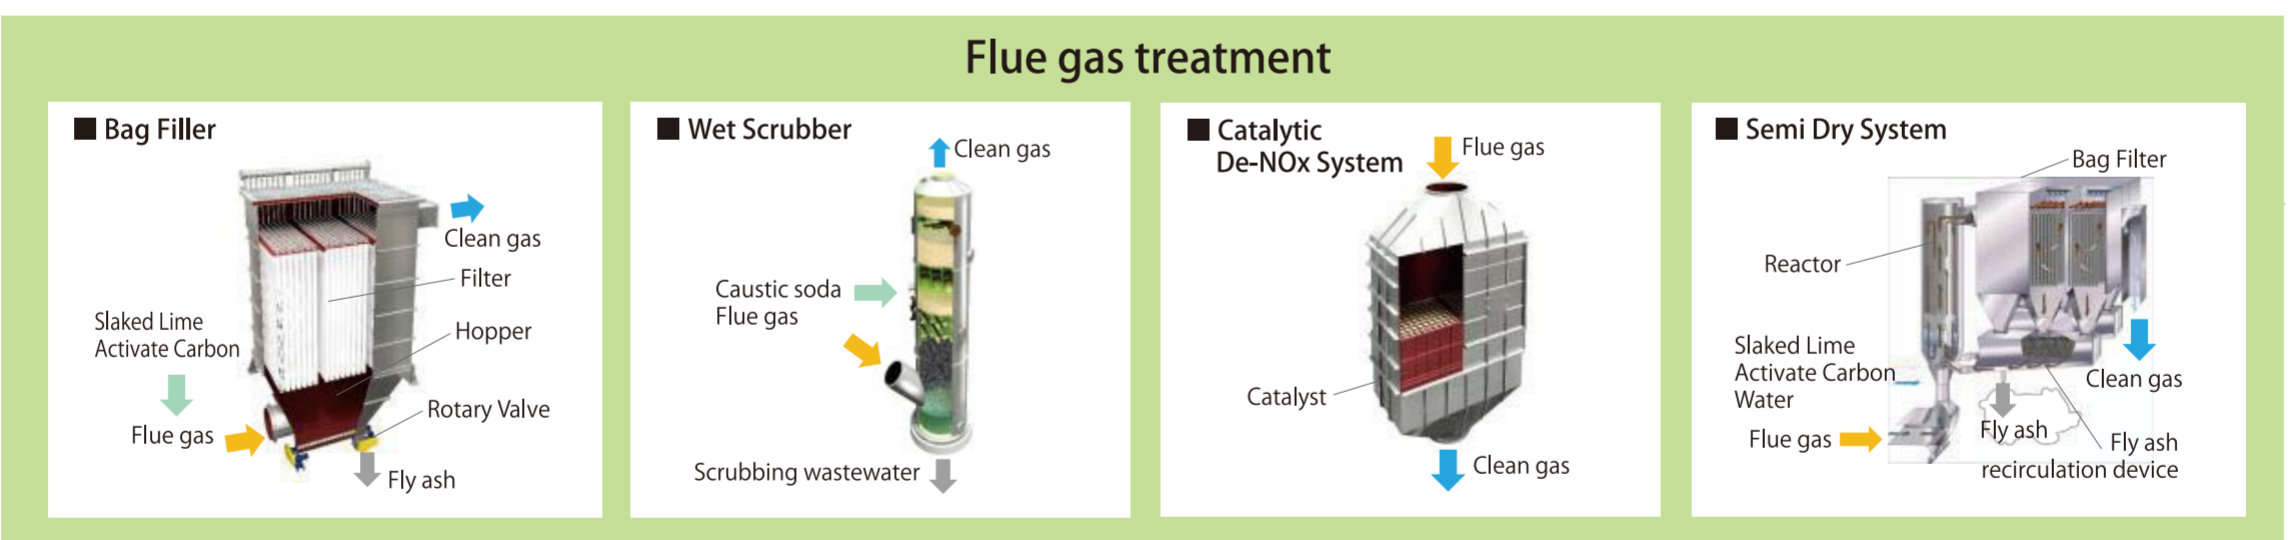 Flue gas treatment
■ Bag Filler
Clean gas
Filter
Hopper
Slaked Lime
Activate Carbon
Rotary Valve
Flue gas
Fly ash
■ Wet Scrubber
Clean gas
Caustic soda
Flue gas
Scrubbing wastewater
■ Catalytic
De-NOx System
Flue gas
Catalyst
Clean gas
■ Semi Dry System
Bag Filter
Reactor
Slaked Lime
Activate Carbon
Water
Clean gas
Flue gas
Fly ash
Fly ash
recirculation device